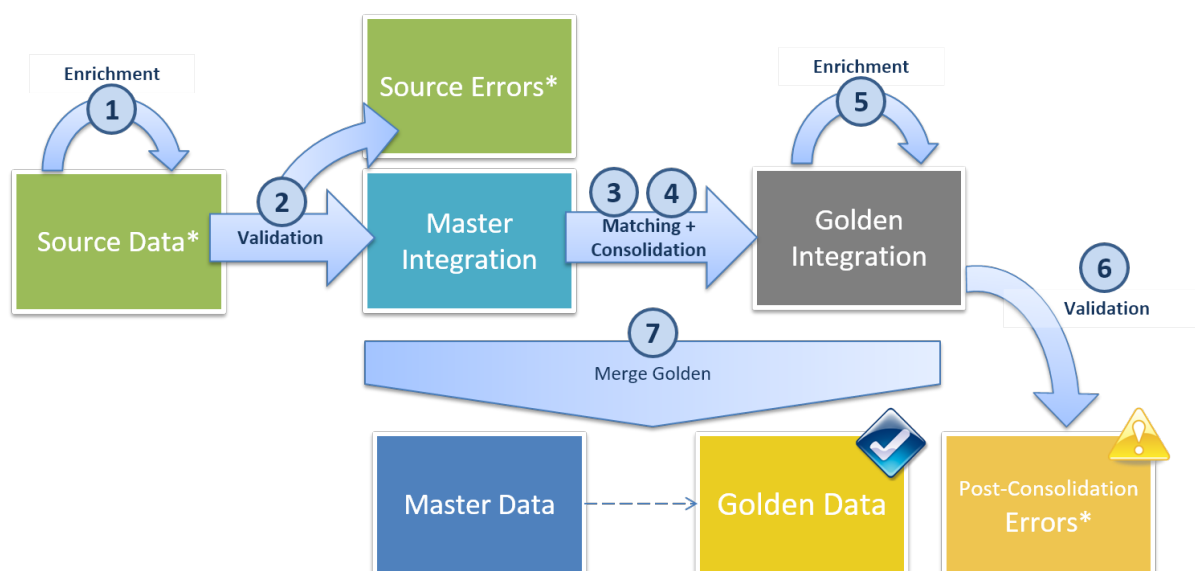 Enrichment
1
Source Errors*
Enrichment
5
Source Data*
2
Validation
Master
Integration
3
4
Matching +
Consolidation
Golden
Integration
6
Validation
7
Merge Golden
Master Data
Golden Data
Post-Consolidation
Errors*